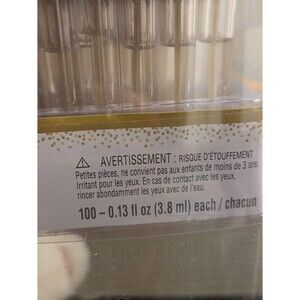 ⚠ AVERTISSEMENT : RISQUE D'ÉTOUFFEMENT
Petites pièces, ne convient pas aux enfants de moins de 3 ans.
Irritant pour les yeux. En cas de contact avec les yeux,
rincer abondamment les yeux avec de l'eau.
100 – 0.13 fl oz (3.8 ml) each / chacun